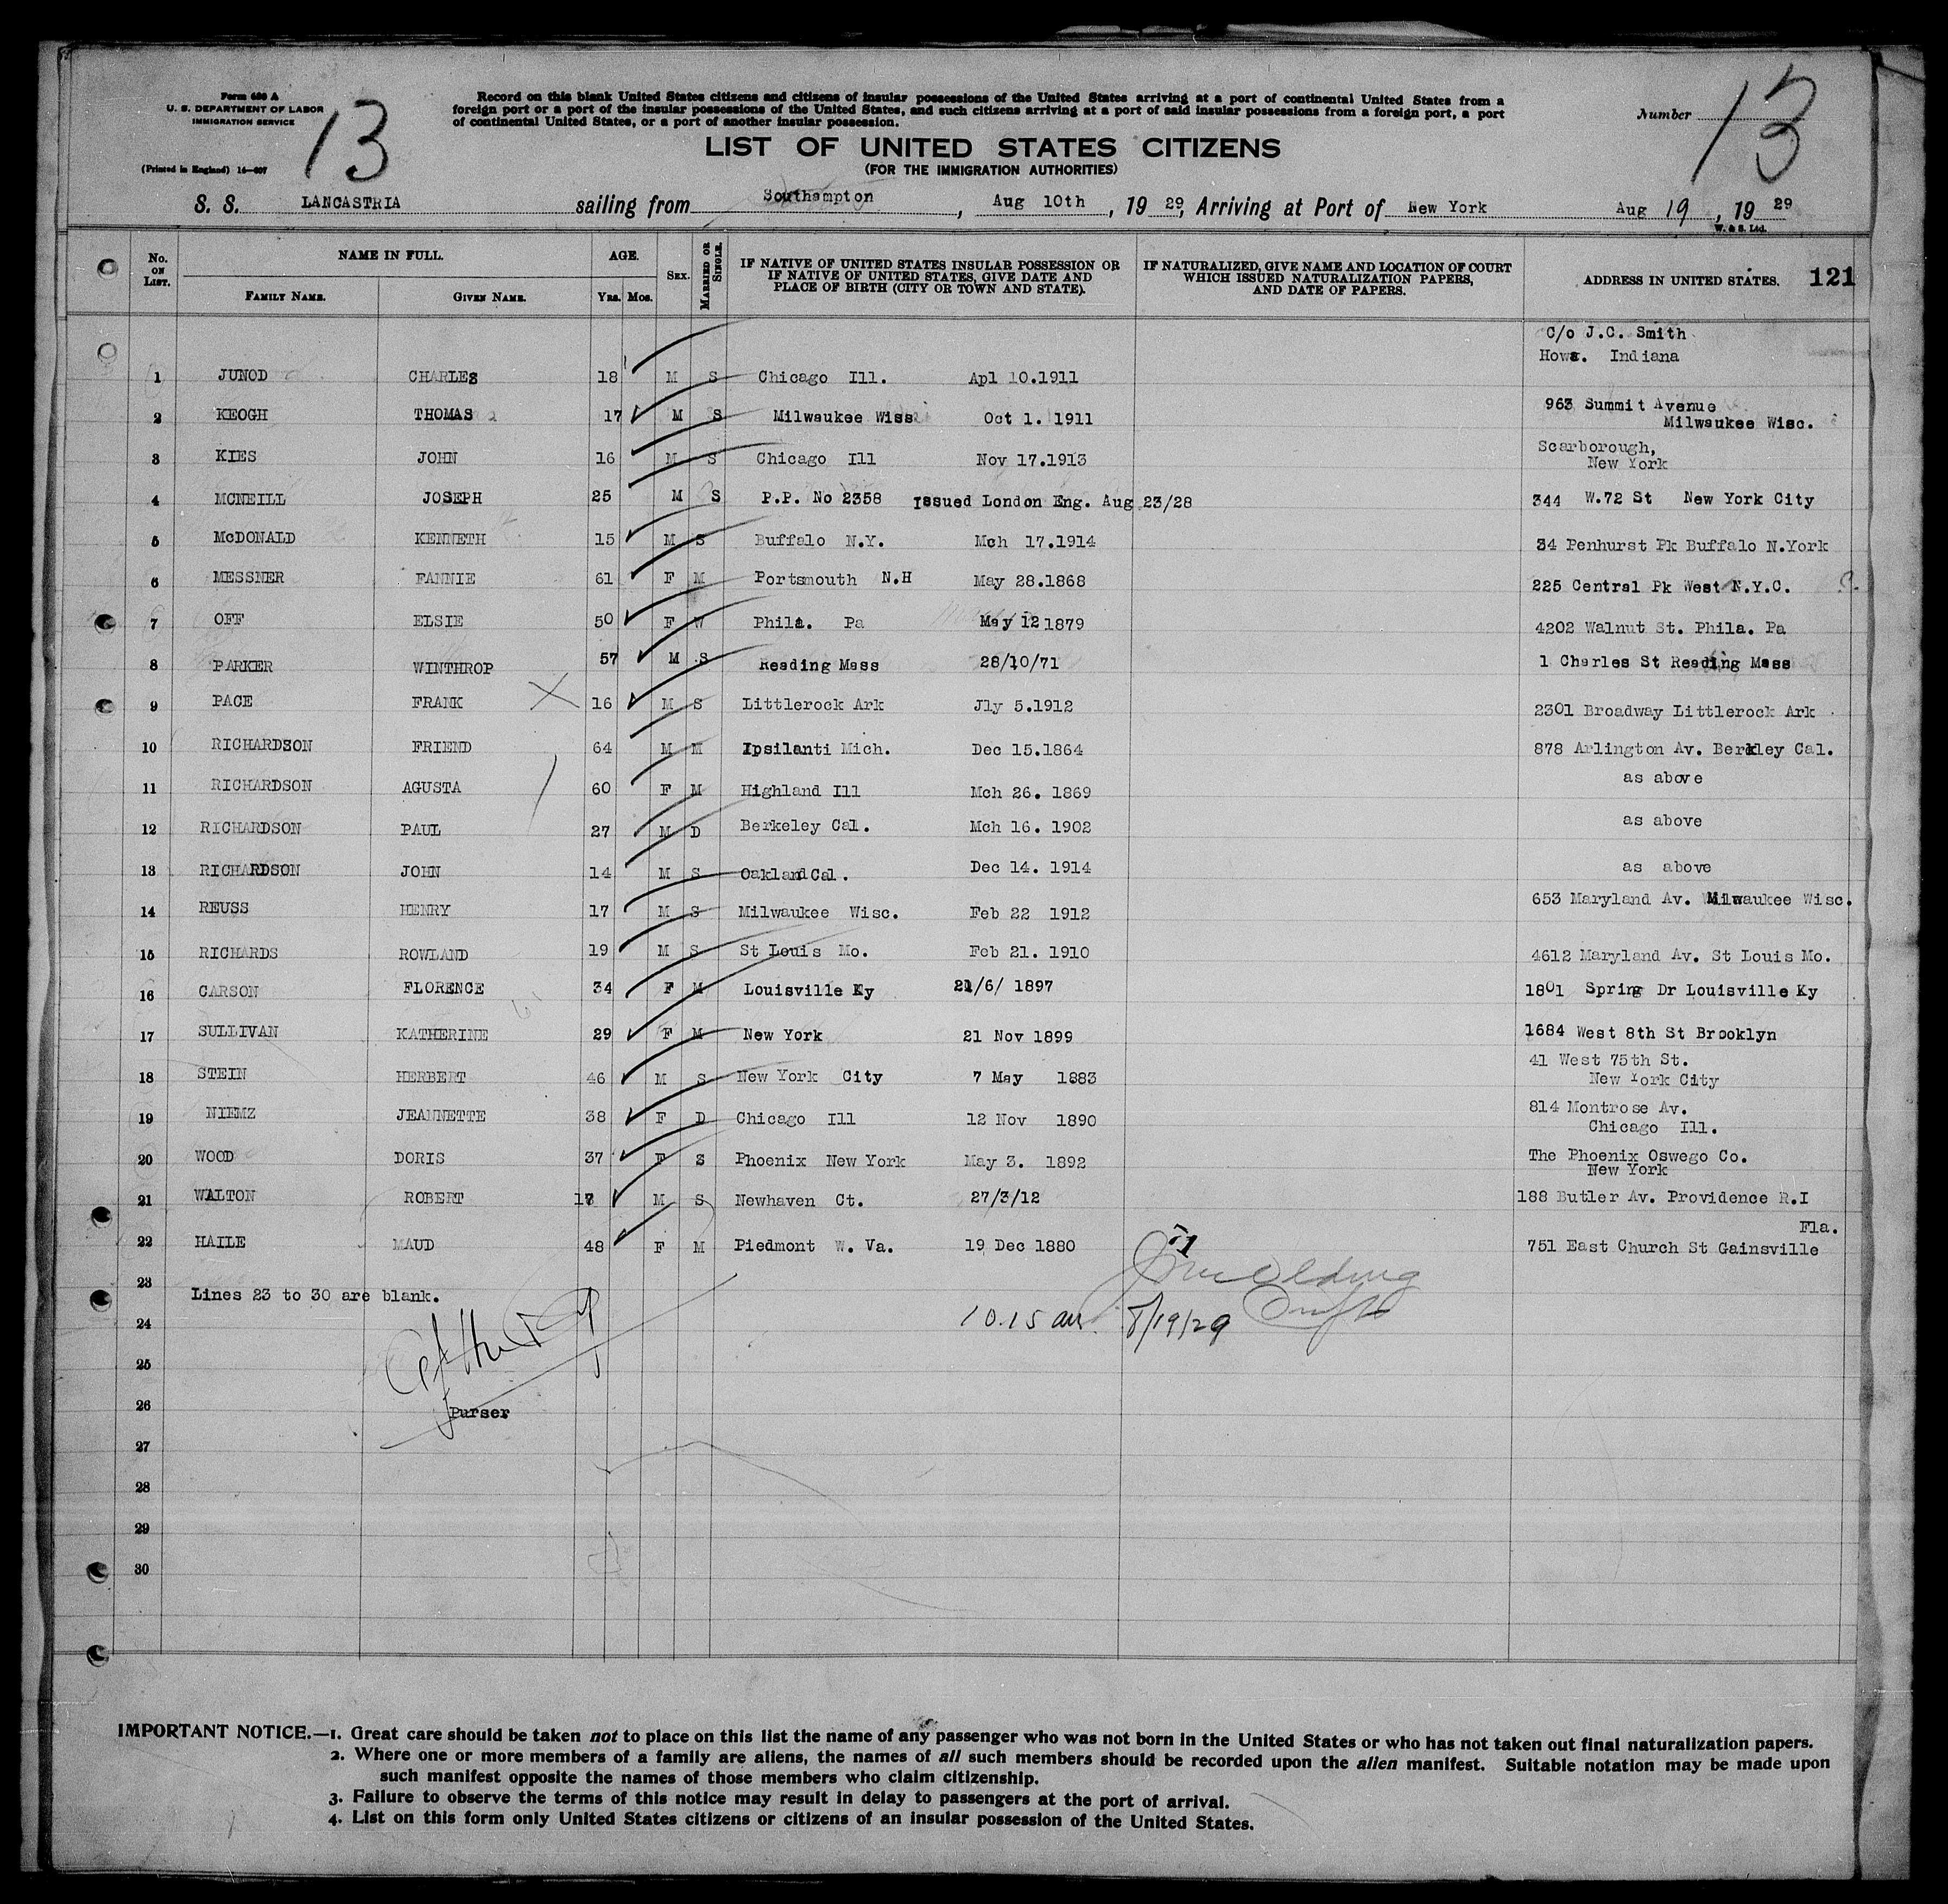 Form 630 A
U. S. DEPARTMENT OF LABOR
IMMIGRATION SERVICE
(Printed in England) 14—607
13
Record on this blank United States citizens and citizens of insular possessions of the United States arriving at a port of continental United States from a
foreign port or a port of the insular possessions of the United States, and such citizens arriving at a port of said insular possessions from a foreign port, a port
of continental United States, or a port of another insular possession.
Number 13
LIST OF UNITED STATES CITIZENS
(FOR THE IMMIGRATION AUTHORITIES)
S. S. LANCASTRIA sailing from Southampton, Aug 10th, 19 29, Arriving at Port of New York Aug 19, 19 29
W. & S. Ltd.
No. ON LIST. NAME IN FULL. AGE. SEX. MARRIED OR SINGLE. IF NATIVE OF UNITED STATES INSULAR POSSESSION OR IF NATIVE OF UNITED STATES, GIVE DATE AND PLACE OF BIRTH (CITY OR TOWN AND STATE). IF NATURALIZED, GIVE NAME AND LOCATION OF COURT WHICH ISSUED NATURALIZATION PAPERS, AND DATE OF PAPERS. ADDRESS IN UNITED STATES. 121
FAMILY NAME. GIVEN NAME. YRS. MOS.
C/o J.C. Smith
Howe. Indiana
1 JUNOD CHARLES 18 M S Chicago Ill. Apl 10.1911
2 KEOGH THOMAS 17 M S Milwaukee Wiss Oct 1. 1911 963 Summit Avenue
Milwaukee Wisc.
3 KIES JOHN 16 M S Chicago Ill Nov 17.1913 Scarborough,
New York
4 MCNEILL JOSEPH 25 M S P.P. No 2358 Issued London Eng. Aug 23/28 344 W.72 St New York City
5 McDONALD KENNETH 15 M S Buffalo N.Y. Mch 17.1914 34 Penhurst Pk Buffalo N.York
6 MESSNER FANNIE 61 F M Portsmouth N.H May 28.1868 225 Central Pk West N.Y.C.
7 OFF ELSIE 50 F W Phila. Pa May 12 1879 4202 Walnut St. Phila. Pa
8 PARKER WINTHROP 57 M S Reading Mass 28/10/71 1 Charles St Reading Mass
9 PACE FRANK 16 M S Littlerock Ark Jly 5.1912 2301 Broadway Littlerock Ark
10 RICHARDSON FRIEND 64 M M Ipsilanti Mich. Dec 15.1864 878 Arlington Av. Berkley Cal.
11 RICHARDSON AGUSTA 60 F M Highland Ill Mch 26. 1869 as above
12 RICHARDSON PAUL 27 M D Berkeley Cal. Mch 16. 1902 as above
13 RICHARDSON JOHN 14 M S Oakland Cal. Dec 14. 1914 as above
14 REUSS HENRY 17 M S Milwaukee Wisc. Feb 22 1912 653 Maryland Av. Milwaukee Wisc.
15 RICHARDS ROWLAND 19 M S St Louis Mo. Feb 21. 1910 4612 Maryland Av. St Louis Mo.
16 CARSON FLORENCE 34 F M Louisville Ky 21/6/ 1897 1801 Spring Dr Louisville Ky
17 SULLIVAN KATHERINE 29 F M New York 21 Nov 1899 1684 West 8th St Brooklyn
18 STEIN HERBERT 46 M S New York City 7 May 1883 41 West 75th St.
New York City
19 NIEMZ JEANNETTE 38 F D Chicago Ill 12 Nov 1890 814 Montrose Av.
Chicago Ill.
20 WOOD DORIS 37 F S Phoenix New York May 3. 1892 The Phoenix Oswego Co.
New York
21 WALTON ROBERT 17 M S Newhaven Ct. 27/3/12 188 Butler Av. Providence R.I
Fla.
22 HAILE MAUD 48 F M Piedmont W. Va. 19 Dec 1880 751 East Church St Gainsville
23
Lines 23 to 30 are blank.
24 10.15 am 8/19/29
25
26
Purser
27
28
29
30
IMPORTANT NOTICE.—1. Great care should be taken not to place on this list the name of any passenger who was not born in the United States or who has not taken out final naturalization papers.
2. Where one or more members of a family are aliens, the names of all such members should be recorded upon the alien manifest. Suitable notation may be made upon
such manifest opposite the names of those members who claim citizenship.
3. Failure to observe the terms of this notice may result in delay to passengers at the port of arrival.
4. List on this form only United States citizens or citizens of an insular possession of the United States.